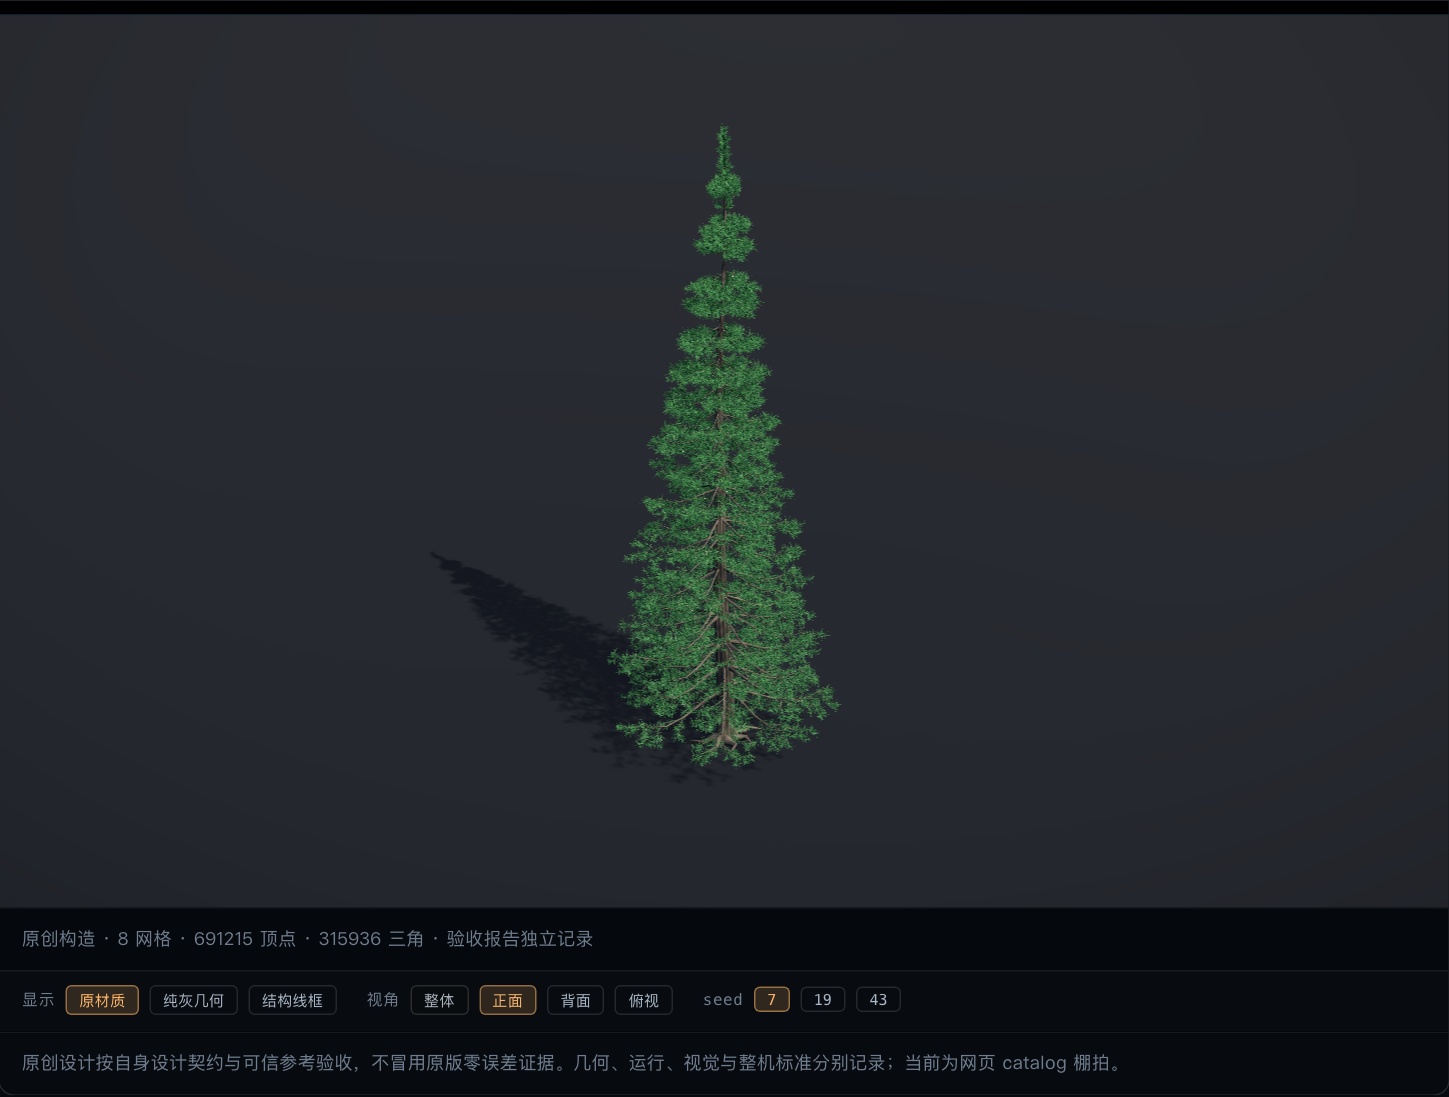 原创构造 · 8 网格 · 691215 顶点 · 315936 三角 · 验收报告独立记录
显示 原材质 纯灰几何 结构线框 视角 整体 正面 背面 俯视 seed 7 19 43
原创设计按自身设计契约与可信参考验收，不冒用原版零误差证据。几何、运行、视觉与整机标准分别记录；当前为网页 catalog 棚拍。